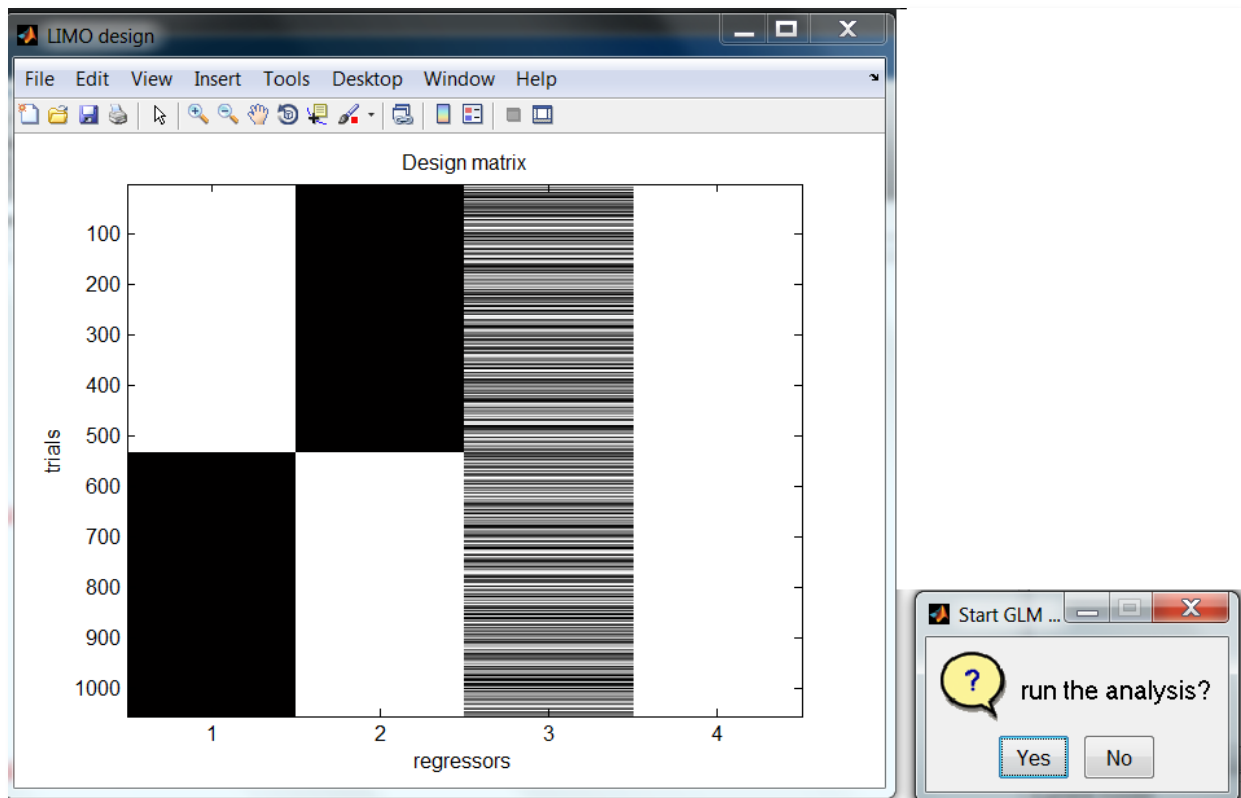 LIMO design
File Edit View Insert Tools Desktop Window Help
Design matrix
100
200
300
400
500
600
700
800
900
1000
trials
1 2 3 4
regressors
Start GLM ...
?
run the analysis?
Yes No